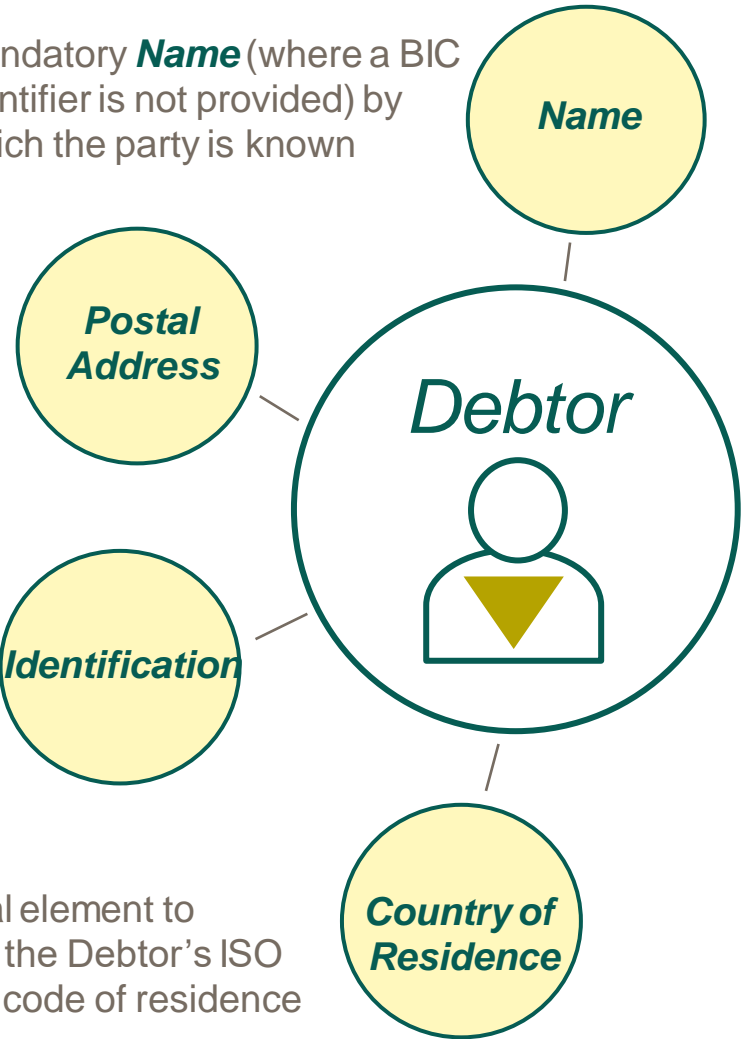 ndatory Name (where a BIC
ntifier is not provided) by
ich the party is known
Name
Postal
Address
Debtor
Identification
al element to
the Debtor's ISO
code of residence
Country of
Residence